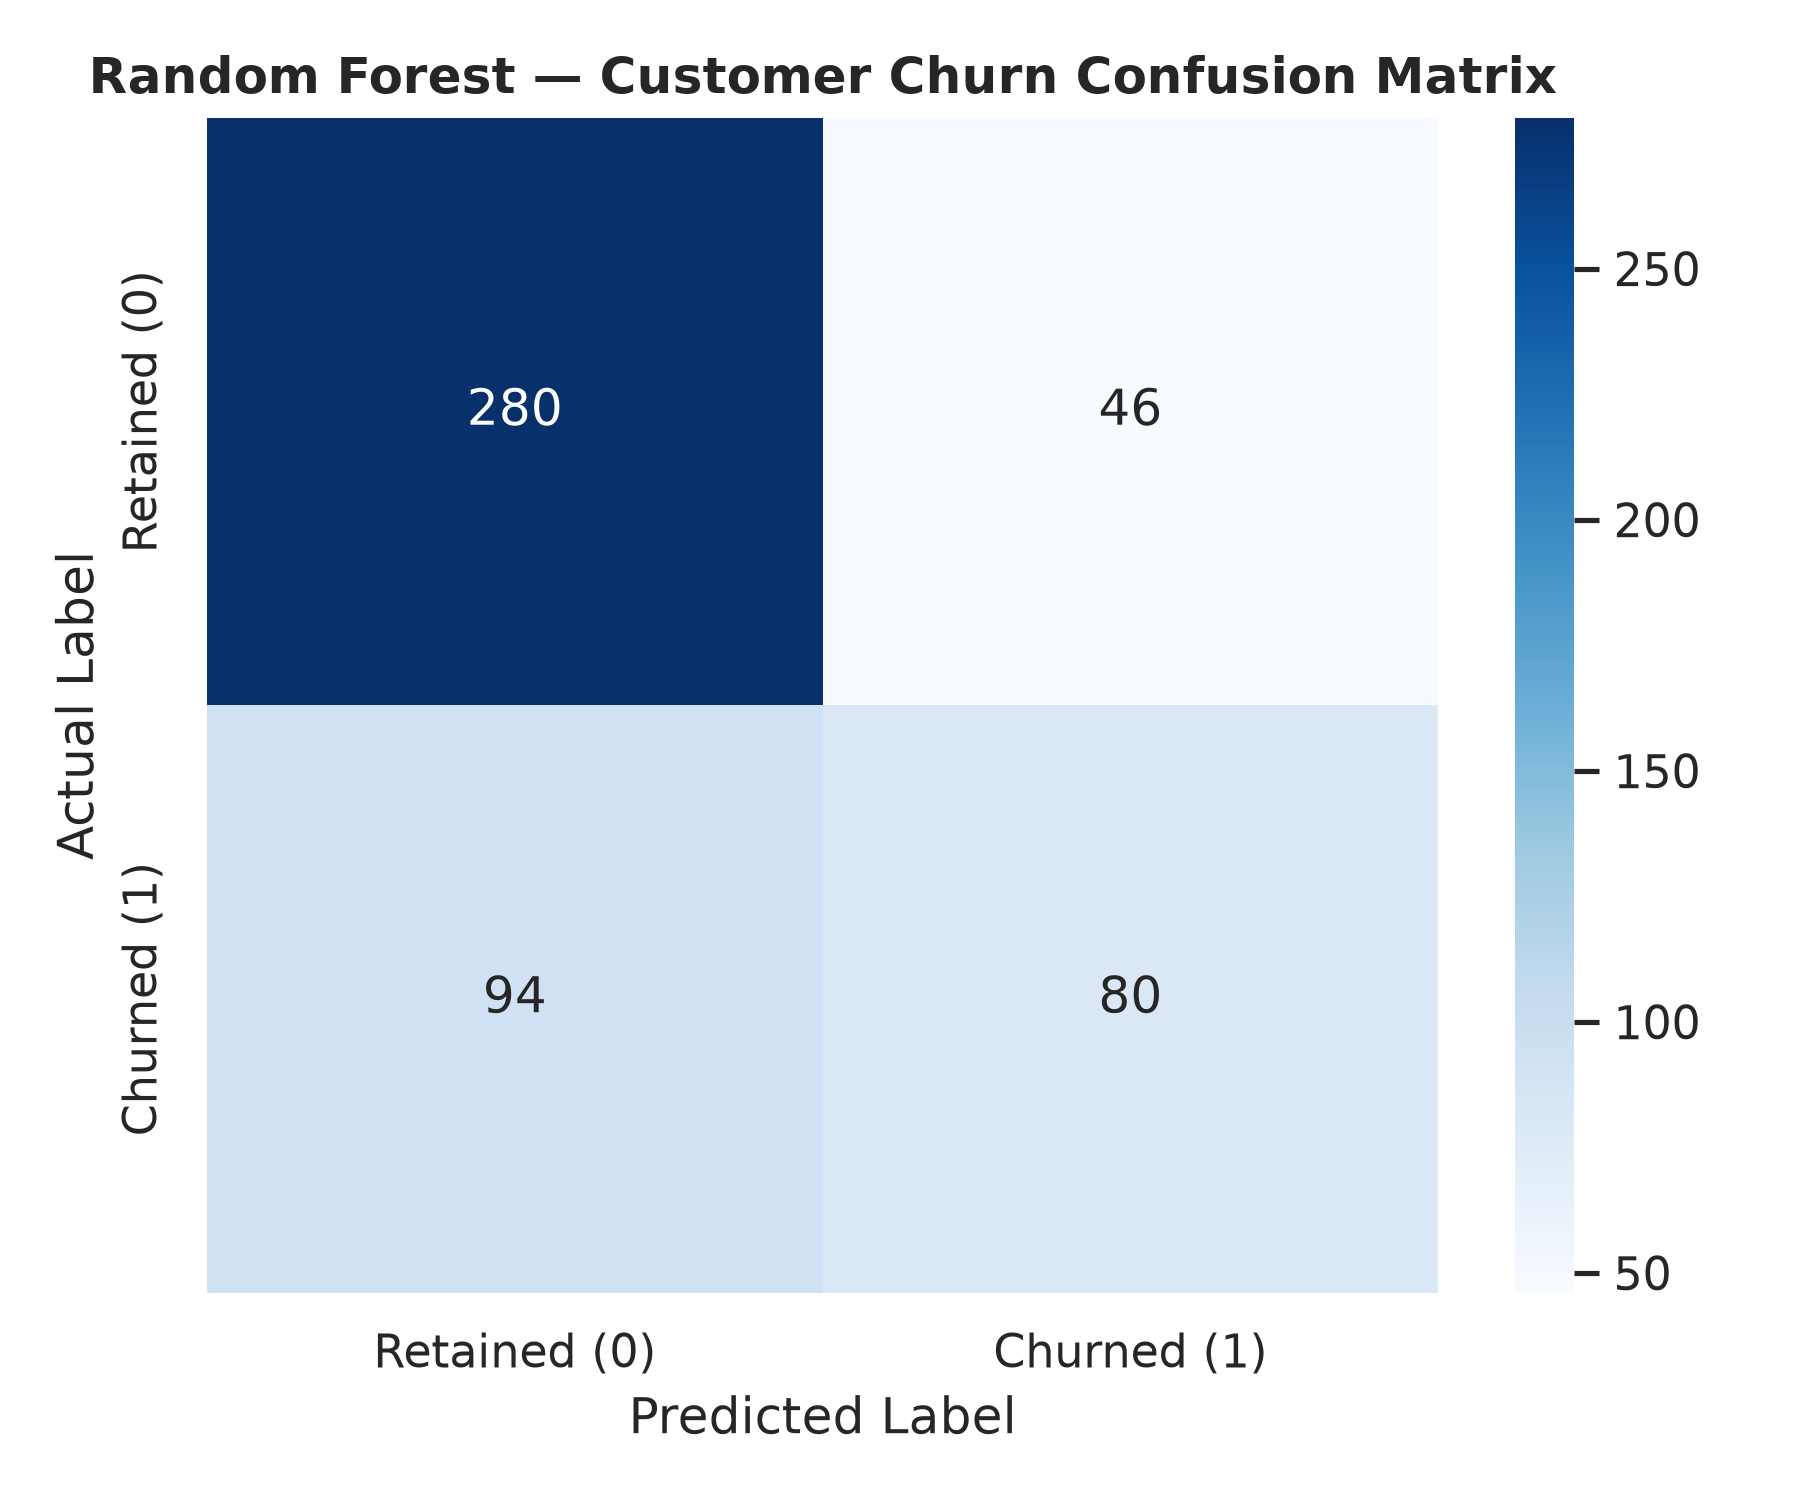 Random Forest — Customer Churn Confusion Matrix
Actual Label
Retained (0)
Churned (1)
280
46
94
80
Retained (0)
Churned (1)
Predicted Label
250
200
150
100
50